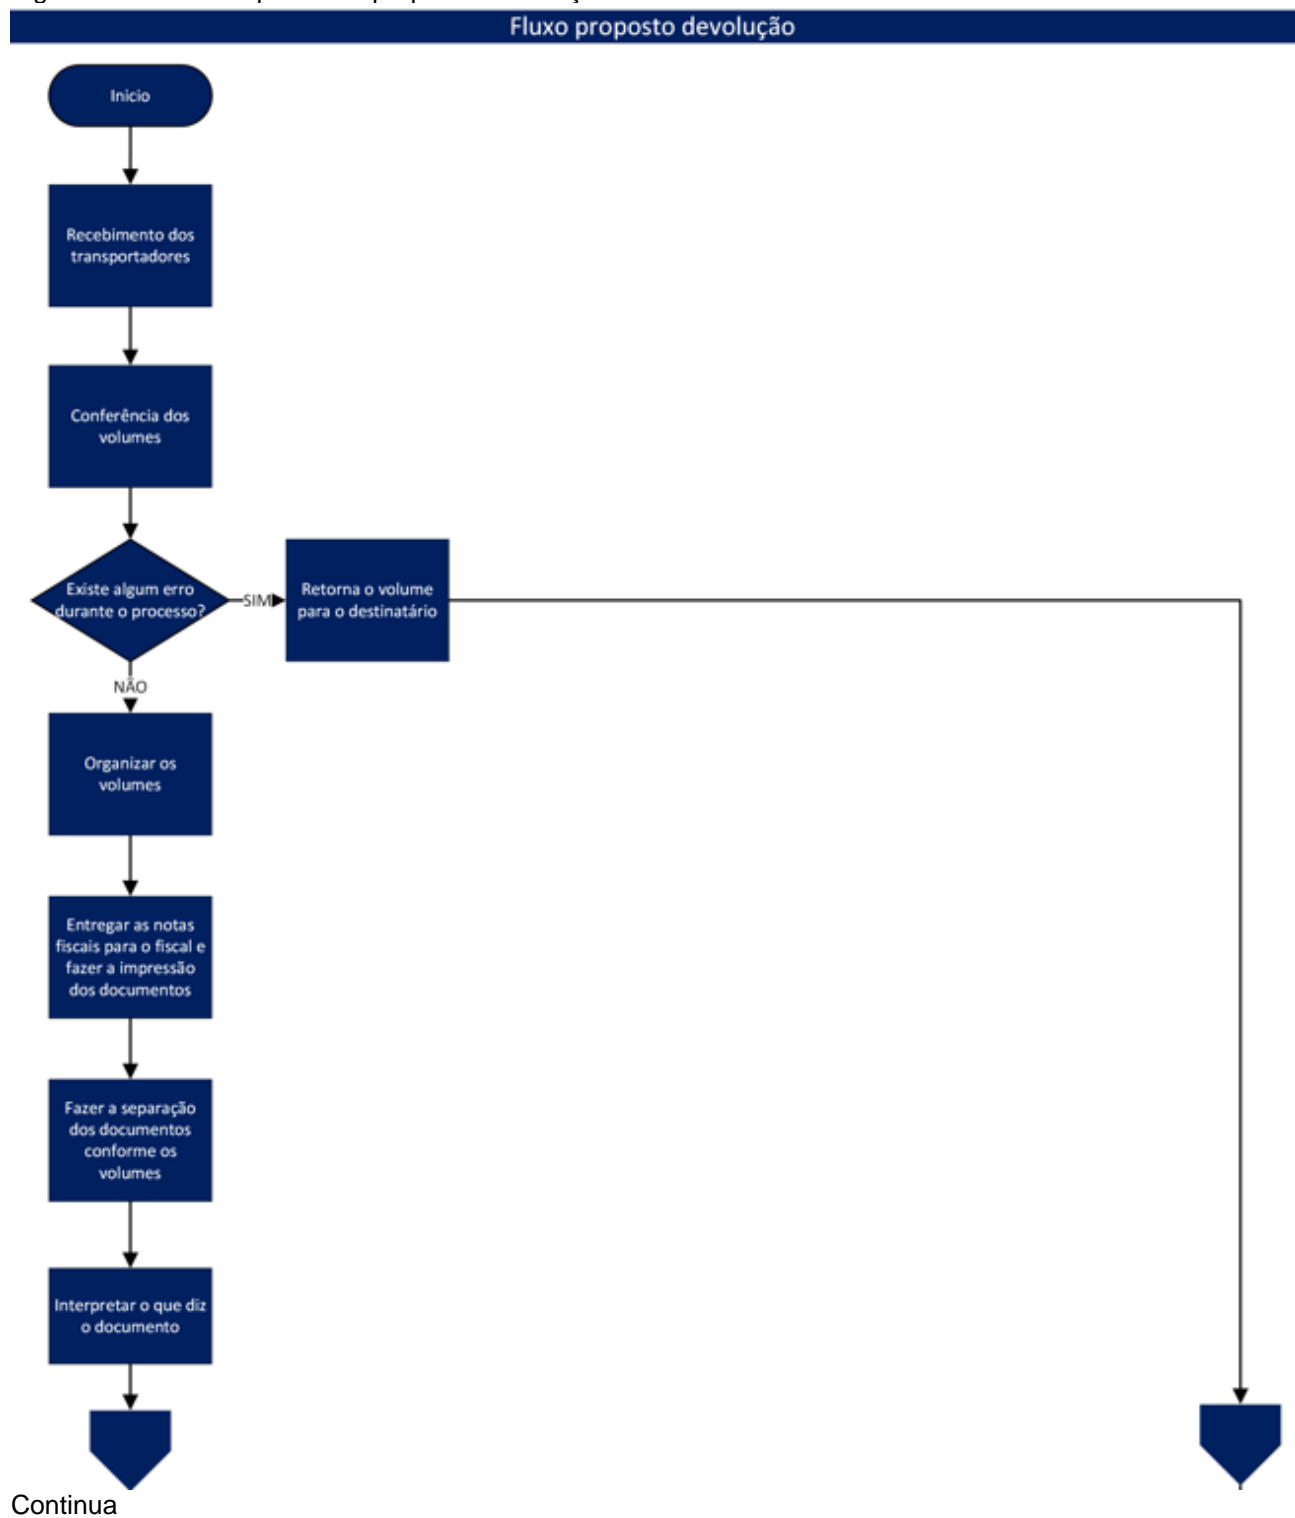 Fluxo proposto devolução
Inicio
Recebimento dos
transportadores
Conferência dos
volumes
Existe algum erro
durante o processo?
SIM
Retorna o volume
para o destinatário
NÃO
Organizar os
volumes
Entregar as notas
fiscais para o fiscal e
fazer a impressão
dos documentos
Fazer a separação
dos documentos
conforme os
volumes
Interpretar o que diz
o documento
Continua